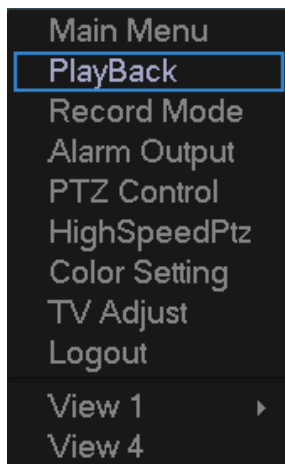 Main Menu
PlayBack
Record Mode
Alarm Output
PTZ Control
HighSpeedPtz
Color Setting
TV Adjust
Logout
View 1
View 4